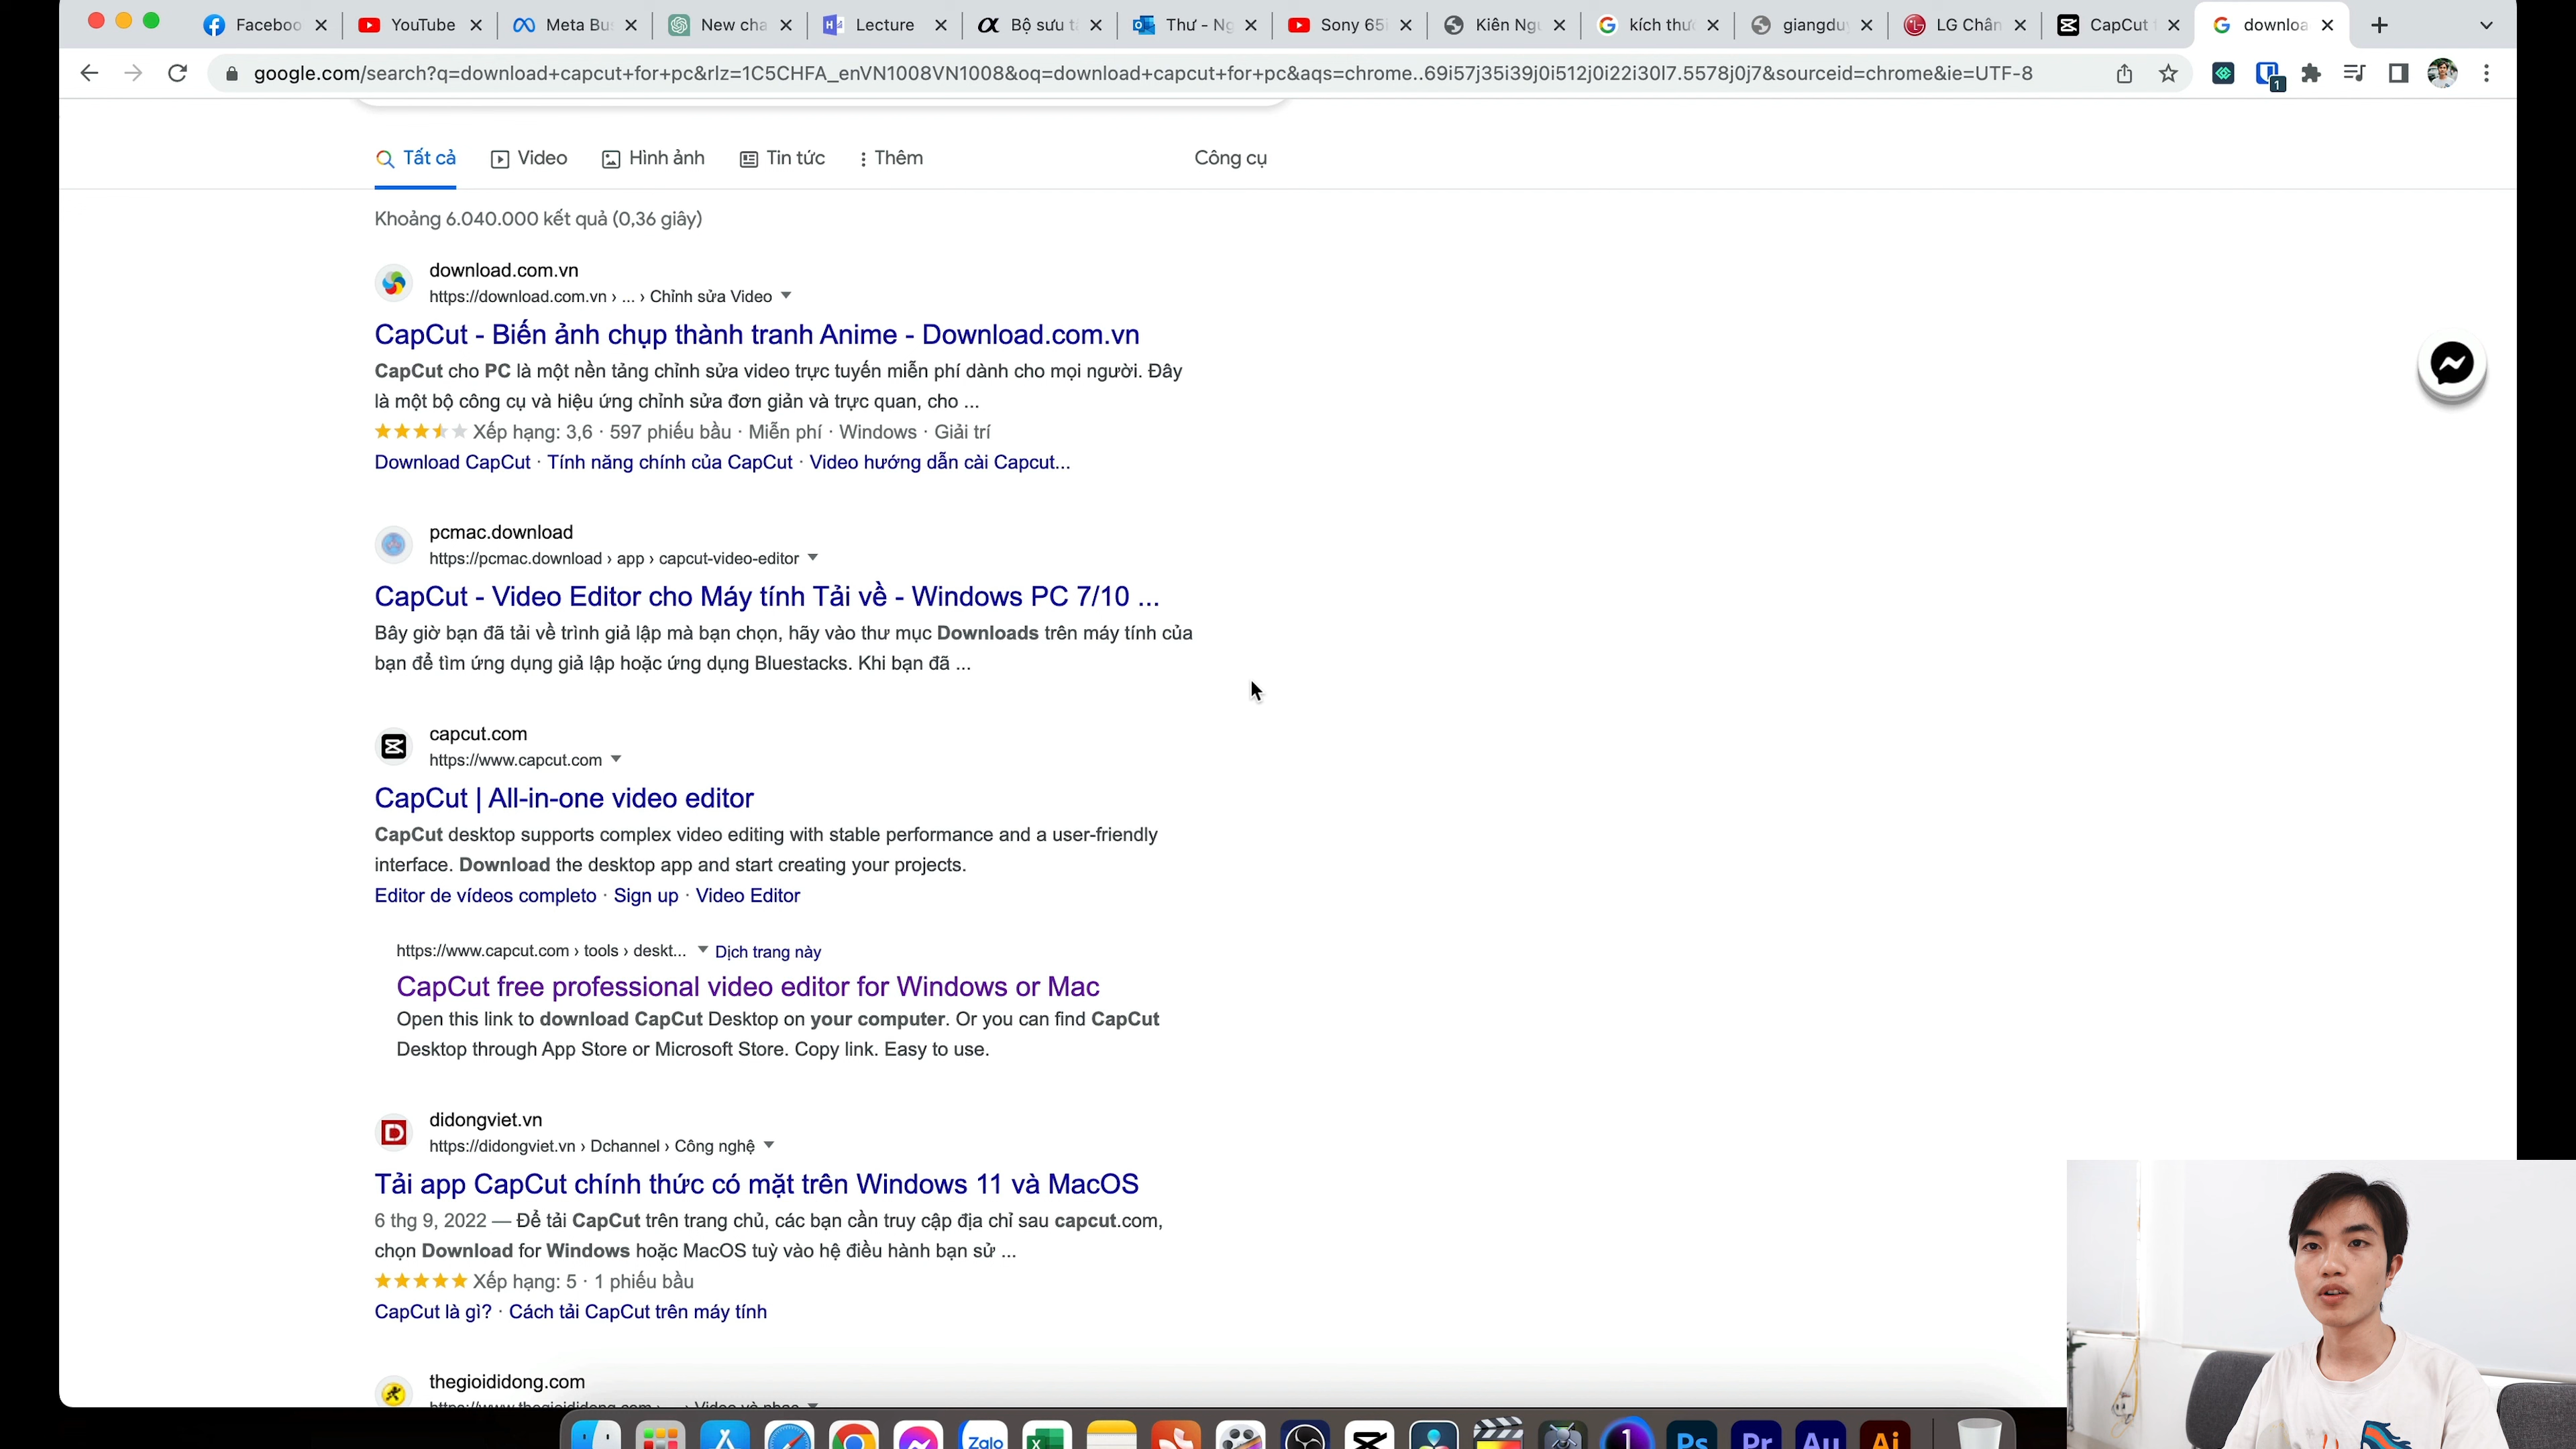 Faceboo
YouTube
Meta Bu
New cha
Lecture
Bộ sưu t
Thư - Ng
Sony 65
Kiên Ngu
kích thư
giangdu
LG Chân
CapCut
downloa
google.com/search?q=download+capcut+for+pc&rlz=1C5CHFA_enVN1008VN1008&oq=download+capcut+for+pc&aqs=chrome..69i57j35i39j0i512j0i22i30l7.5578j0j7&sourceid=chrome&ie=UTF-8
1
Tất cả
Video
Hình ảnh
Tin tức
Thêm
Công cụ
Khoảng 6.040.000 kết quả (0,36 giây)
download.com.vn
https://download.com.vn › ... › Chỉnh sửa Video
CapCut - Biến ảnh chụp thành tranh Anime - Download.com.vn
CapCut cho PC là một nền tảng chỉnh sửa video trực tuyến miễn phí dành cho mọi người. Đây
là một bộ công cụ và hiệu ứng chỉnh sửa đơn giản và trực quan, cho ...
Xếp hạng: 3,6 · 597 phiếu bầu · Miễn phí · Windows · Giải trí
Download CapCut · Tính năng chính của CapCut · Video hướng dẫn cài Capcut...
pcmac.download
https://pcmac.download › app › capcut-video-editor
CapCut - Video Editor cho Máy tính Tải về - Windows PC 7/10 ...
Bây giờ bạn đã tải về trình giả lập mà bạn chọn, hãy vào thư mục Downloads trên máy tính của
bạn để tìm ứng dụng giả lập hoặc ứng dụng Bluestacks. Khi bạn đã ...
capcut.com
https://www.capcut.com
CapCut | All-in-one video editor
CapCut desktop supports complex video editing with stable performance and a user-friendly
interface. Download the desktop app and start creating your projects.
Editor de vídeos completo · Sign up · Video Editor
https://www.capcut.com › tools › deskt... Dịch trang này
CapCut free professional video editor for Windows or Mac
Open this link to download CapCut Desktop on your computer. Or you can find CapCut
Desktop through App Store or Microsoft Store. Copy link. Easy to use.
didongviet.vn
https://didongviet.vn › Dchannel › Công nghệ
Tải app CapCut chính thức có mặt trên Windows 11 và MacOS
6 thg 9, 2022 — Để tải CapCut trên trang chủ, các bạn cần truy cập địa chỉ sau capcut.com,
chọn Download for Windows hoặc MacOS tuỳ vào hệ điều hành bạn sử ...
Xếp hạng: 5 · 1 phiếu bầu
CapCut là gì? · Cách tải CapCut trên máy tính
thegioididong.com
Zalo
1
Ps
Pr
Au
Ai